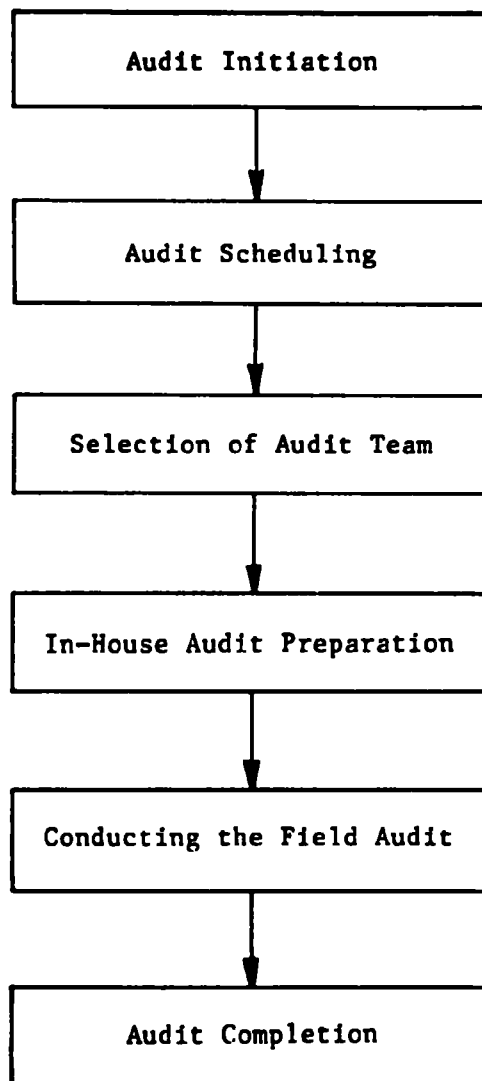 Audit Initiation
Audit Scheduling
Selection of Audit Team
In-House Audit Preparation
Conducting the Field Audit
Audit Completion